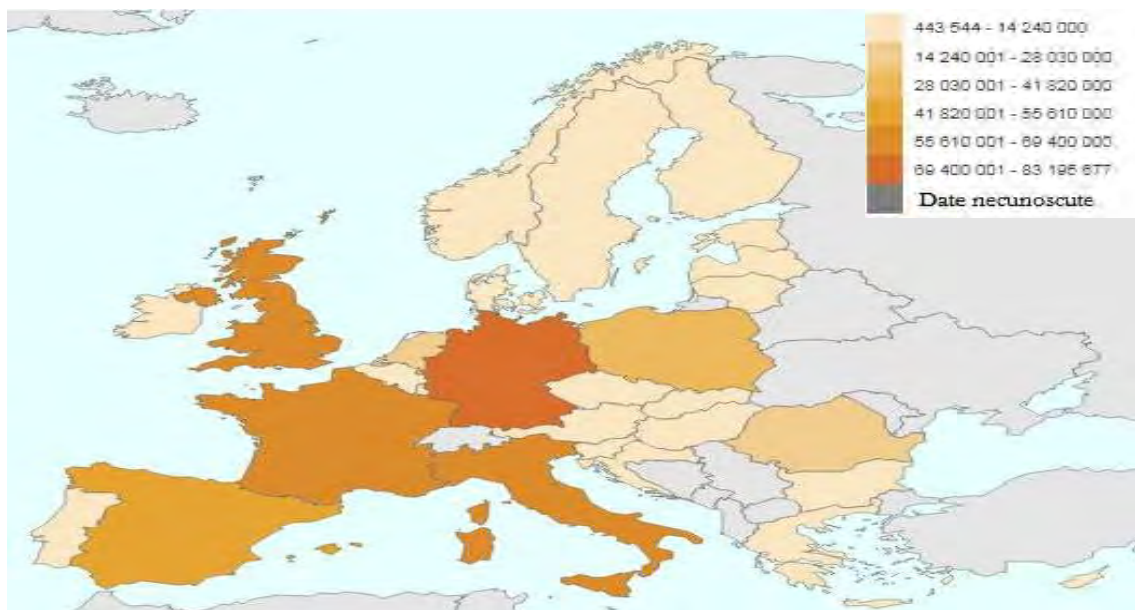 443 544 - 14 240 000
14 240 001 - 28 030 000
28 030 001 - 41 820 000
41 820 001 - 55 610 000
55 610 001 - 69 400 000
69 400 001 - 83 195 677
Date necunoscute